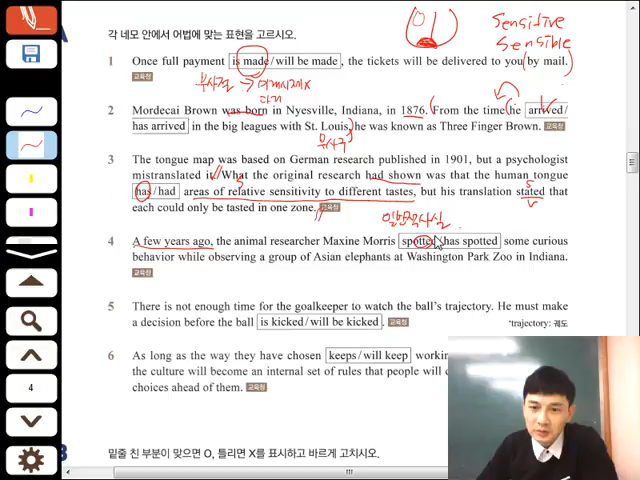 각 네모 안에서 어법에 맞는 표현을 고르시오.
Sensitive
Sensible
1 Once full payment is made/will be made, the tickets will be delivered to you by mail.
교육청
부사절 → 미래시제X
2 Mordecai Brown was born in Nyesville, Indiana, in 1876. From the time he arrived/
has arrived in the big leagues with St. Louis, he was known as Three Finger Brown. 교육청
부사구
3 The tongue map was based on German research published in 1901, but a psychologist
mistranslated it. What the original research had shown was that the human tongue
S
has/had areas of relative sensitivity to different tastes, but his translation stated that
V
each could only be tasted in one zone. 교육청
일반적 사실
4 A few years ago, the animal researcher Maxine Morris spotted/has spotted some curious
behavior while observing a group of Asian elephants at Washington Park Zoo in Indiana.
교육청
5 There is not enough time for the goalkeeper to watch the ball's trajectory. He must make
a decision before the ball is kicked/will be kicked. 교육청
*trajectory: 궤도
6 As long as the way they have chosen keeps/will keep
the culture will become an internal set of rules that people will
choices ahead of them. 교육청
밑줄 친 부분이 맞으면 O, 틀리면 X를 표시하고 바르게 고치시오.
4